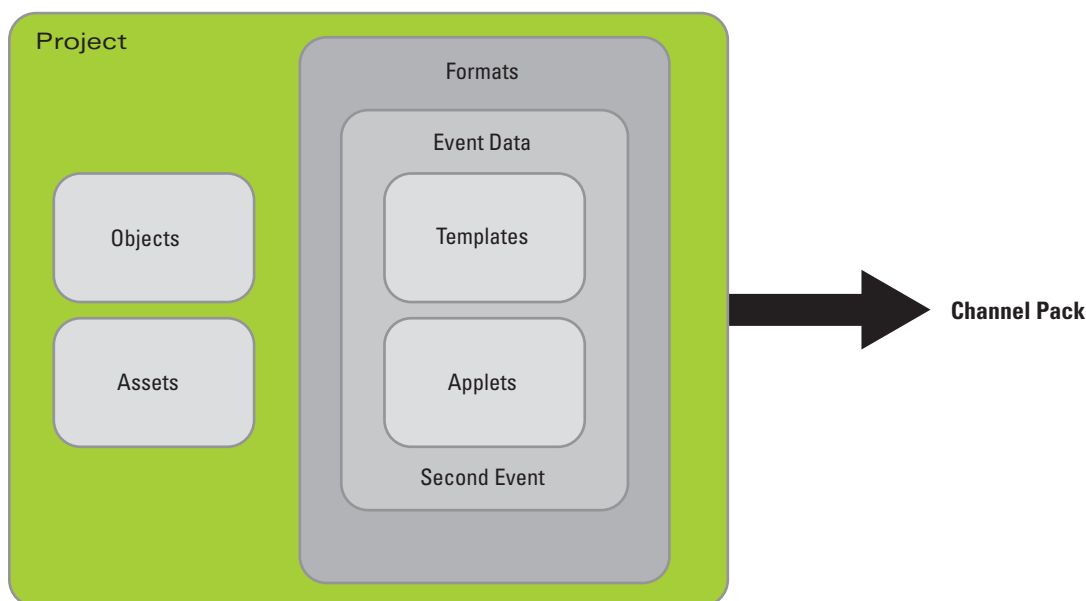 Project
Formats
Event Data
Objects
Templates
Channel Pack
Assets
Applets
Second Event